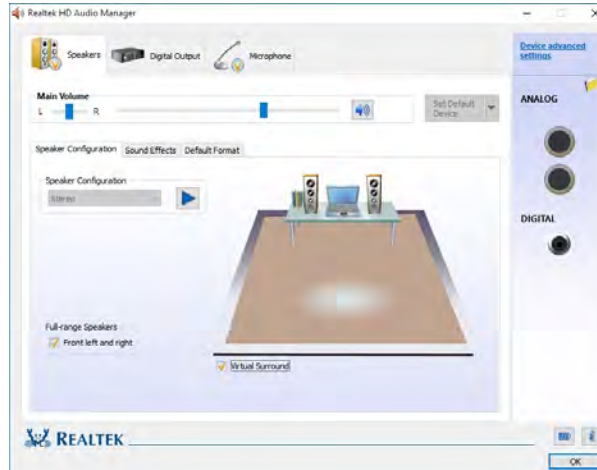 Realtek HD Audio Manager
Speakers
Digital Output
Microphone
Device advanced
settings
Main Volume
L
R
Set Default
Device
ANALOG
Speaker Configuration
Sound Effects
Default Format
Speaker Configuration
Stereo
DIGITAL
Full-range Speakers
Front left and right
Virtual Surround
REALTEK
OK